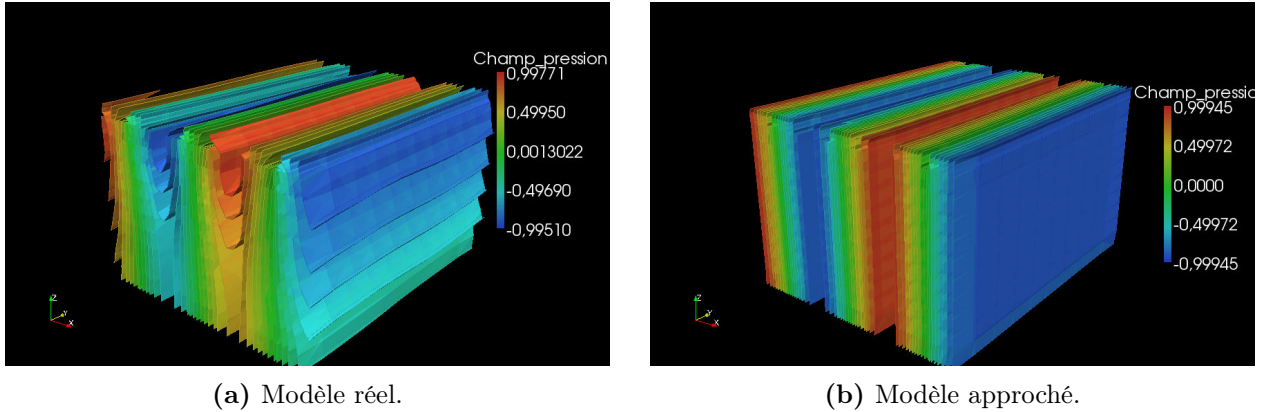 Champ_pression
0,99771
0,49950
0,0013022
-0,49690
-0,99510
Z
Y
X
Champ_pressio
0,99945
0,49972
0,0000
-0,49972
-0,99945
Z
Y
X
(a) Modèle réel.
(b) Modèle approché.